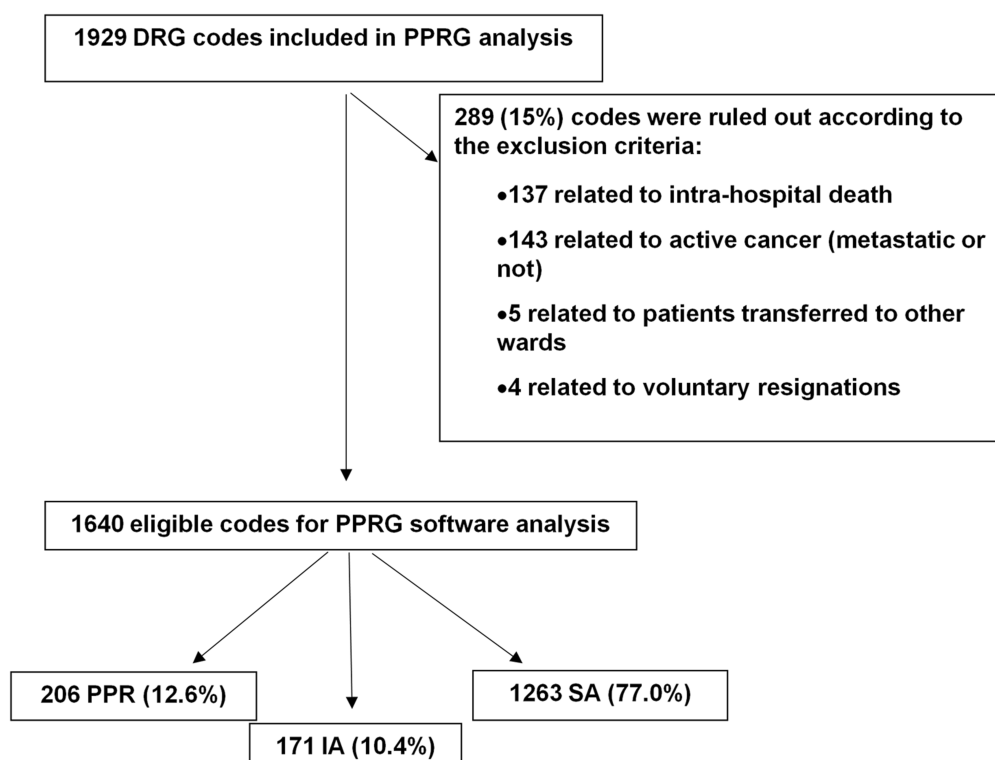 1929 DRG codes included in PPRG analysis
289 (15%) codes were ruled out according to
the exclusion criteria:
•137 related to intra-hospital death
•143 related to active cancer (metastatic or
not)
•5 related to patients transferred to other
wards
•4 related to voluntary resignations
1640 eligible codes for PPRG software analysis
206 PPR (12.6%)
171 IA (10.4%)
1263 SA (77.0%)